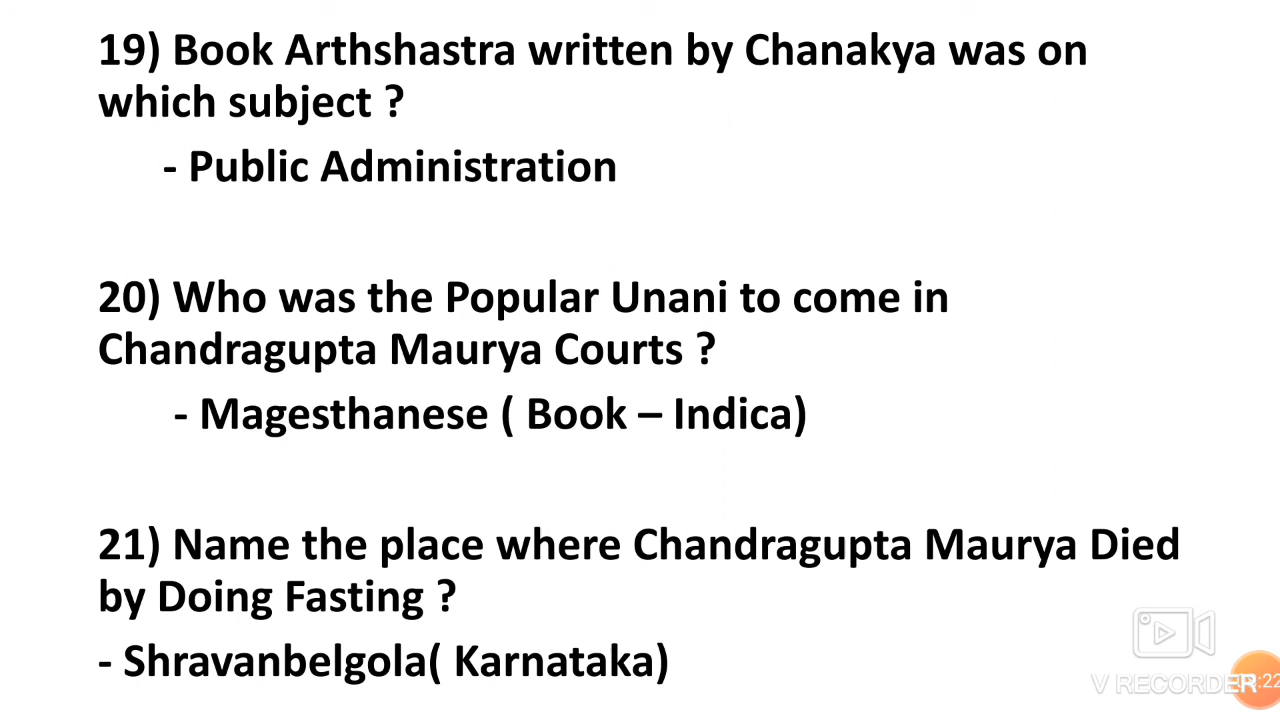 19) Book Arthshastra written by Chanakya was on
which subject ?
- Public Administration
20) Who was the Popular Unani to come in
Chandragupta Maurya Courts ?
- Magesthanese ( Book – Indica)
21) Name the place where Chandragupta Maurya Died
by Doing Fasting ?
- Shravanbelgola( Karnataka)
V RECORDER